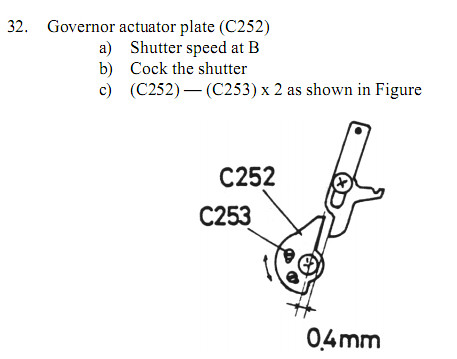 32. Governor actuator plate (C252)
a) Shutter speed at B
b) Cock the shutter
c) (C252) — (C253) x 2 as shown in Figure
C252
C253
0.4mm